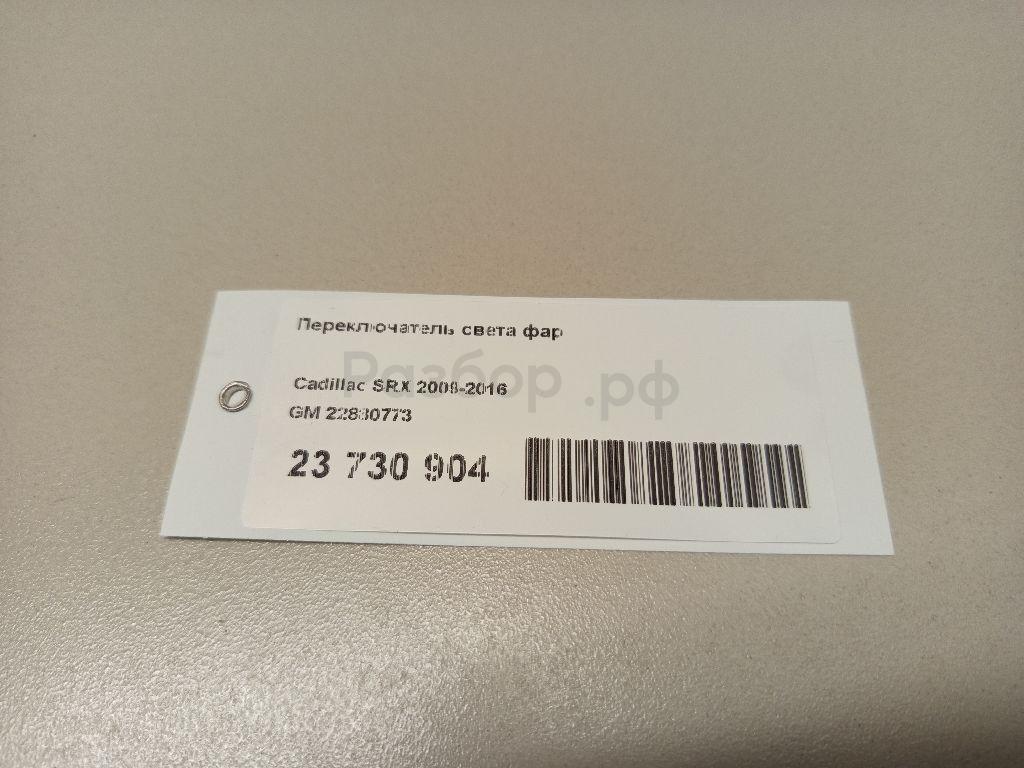 Переключатель света фар
Разбор .рф
Cadillac SRX 2009-2016
GM 22830773
23 730 904